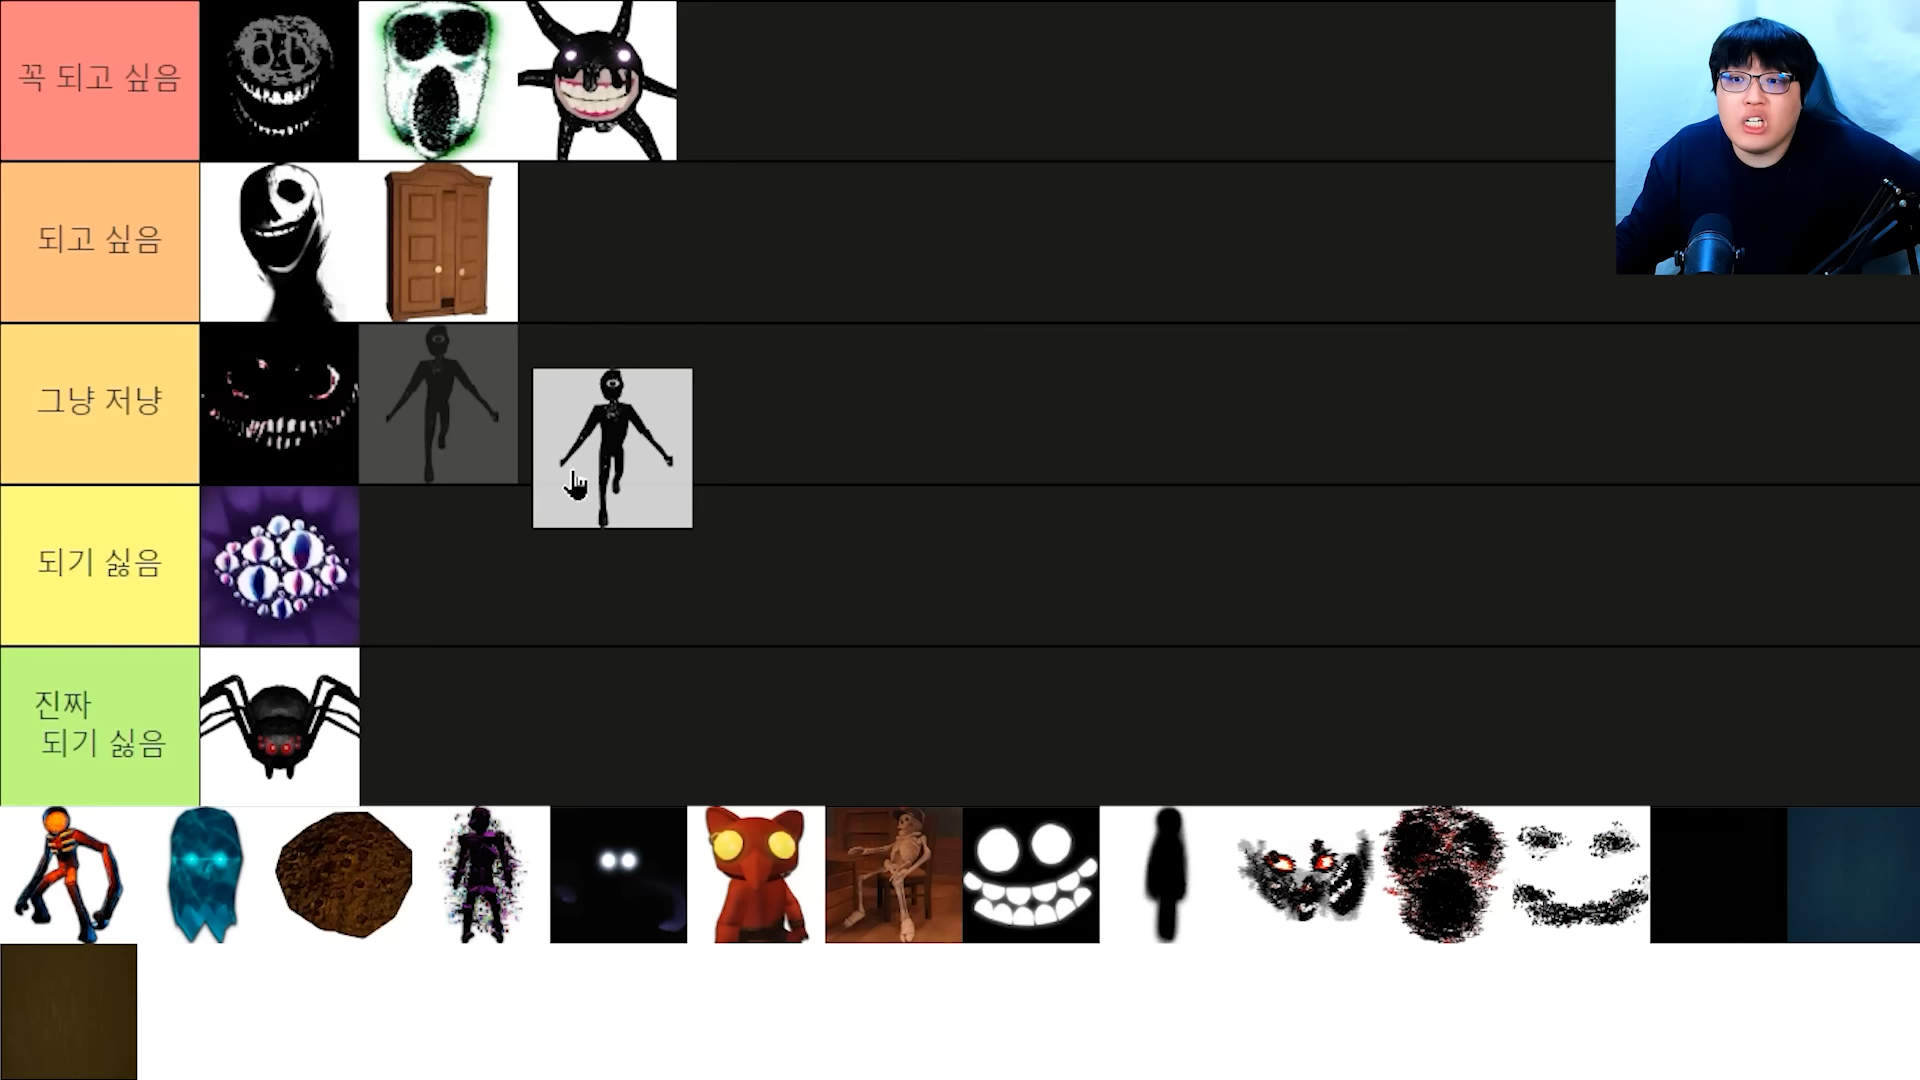 꼭 되고 싶음
되고 싶음
그냥 저냥
되기 싫음
진짜
되기 싫음